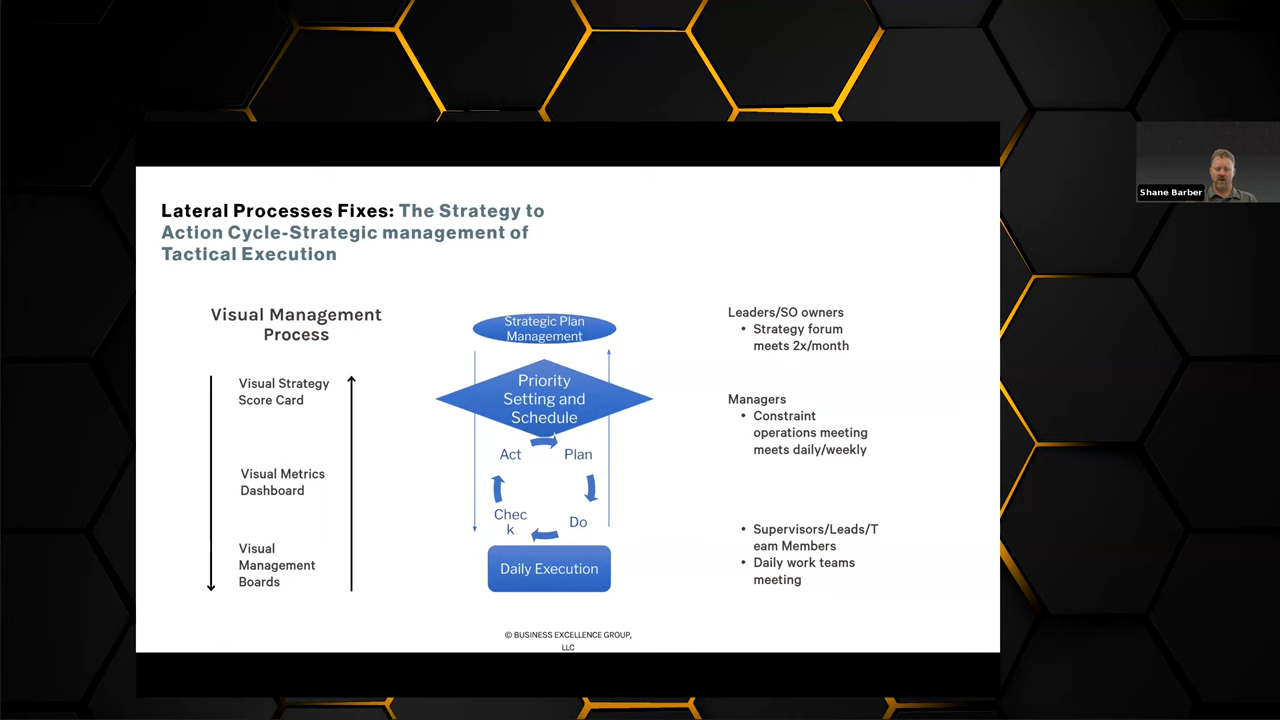 Lateral Processes Fixes: The Strategy to
Action Cycle-Strategic management of
Tactical Execution
Visual Management
Process
Visual Strategy
Score Card
Visual Metrics
Dashboard
Visual
Management
Boards
Strategic Plan
Management
Priority
Setting and
Schedule
Act
Plan
Chec
k
Do
Daily Execution
Leaders/SO owners
• Strategy forum
meets 2x/month
Managers
• Constraint
operations meeting
meets daily/weekly
• Supervisors/Leads/T
eam Members
• Daily work teams
meeting
© BUSINESS EXCELLENCE GROUP,
LLC
Shane Barber